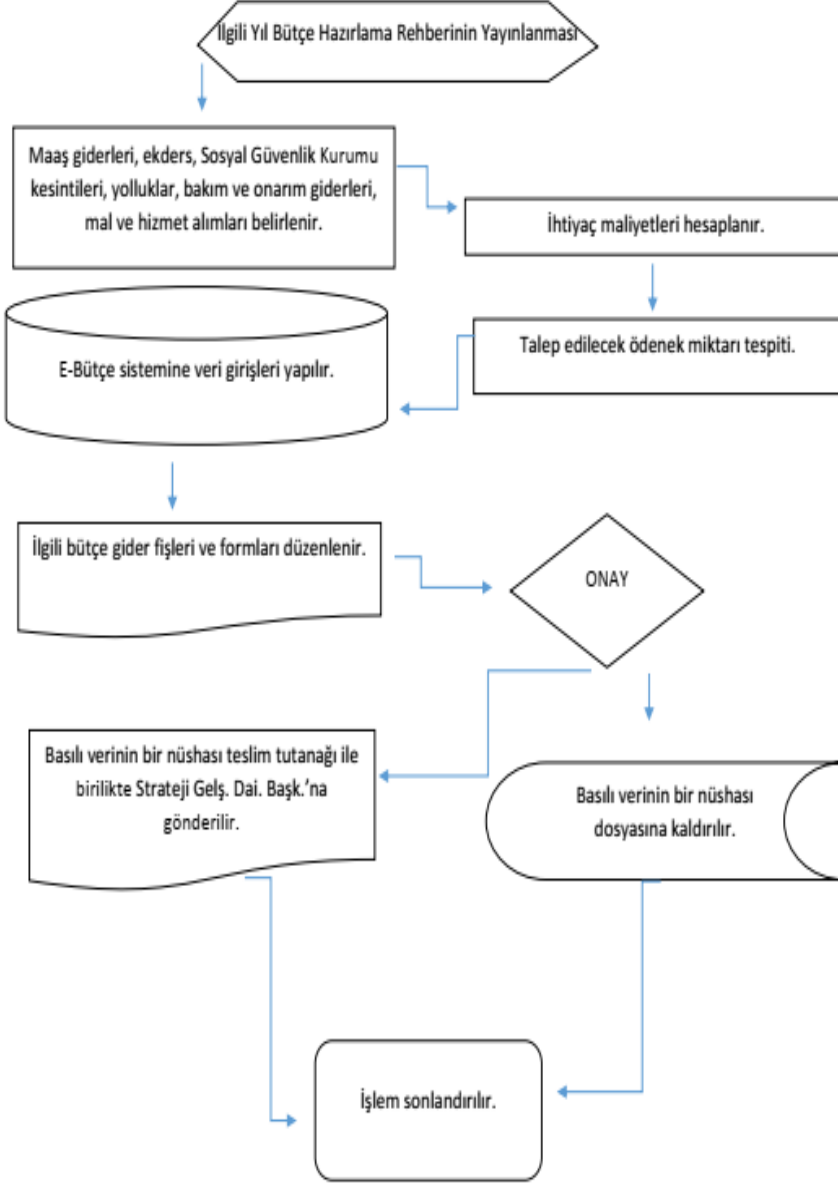 İlgili Yıl Bütçe Hazırlama Rehberinin Yayınlanması
Maaş giderleri, ekders, Sosyal Güvenlik Kurumu
kesintileri, yolluklar, bakım ve onarım giderleri,
mal ve hizmet alımları belirlenir.
İhtiyaç maliyetleri hesaplanır.
Talep edilecek ödenek miktarı tespiti.
E-Bütçe sistemine veri girişleri yapılır.
İlgili bütçe gider fişleri ve formları düzenlenir.
ONAY
Basılı verinin bir nüshası teslim tutanağı ile
birilikte Strateji Gelş. Dai. Başk.'na
gönderilir.
Basılı verinin bir nüshası
dosyasına kaldırılır.
İşlem sonlandırılır.